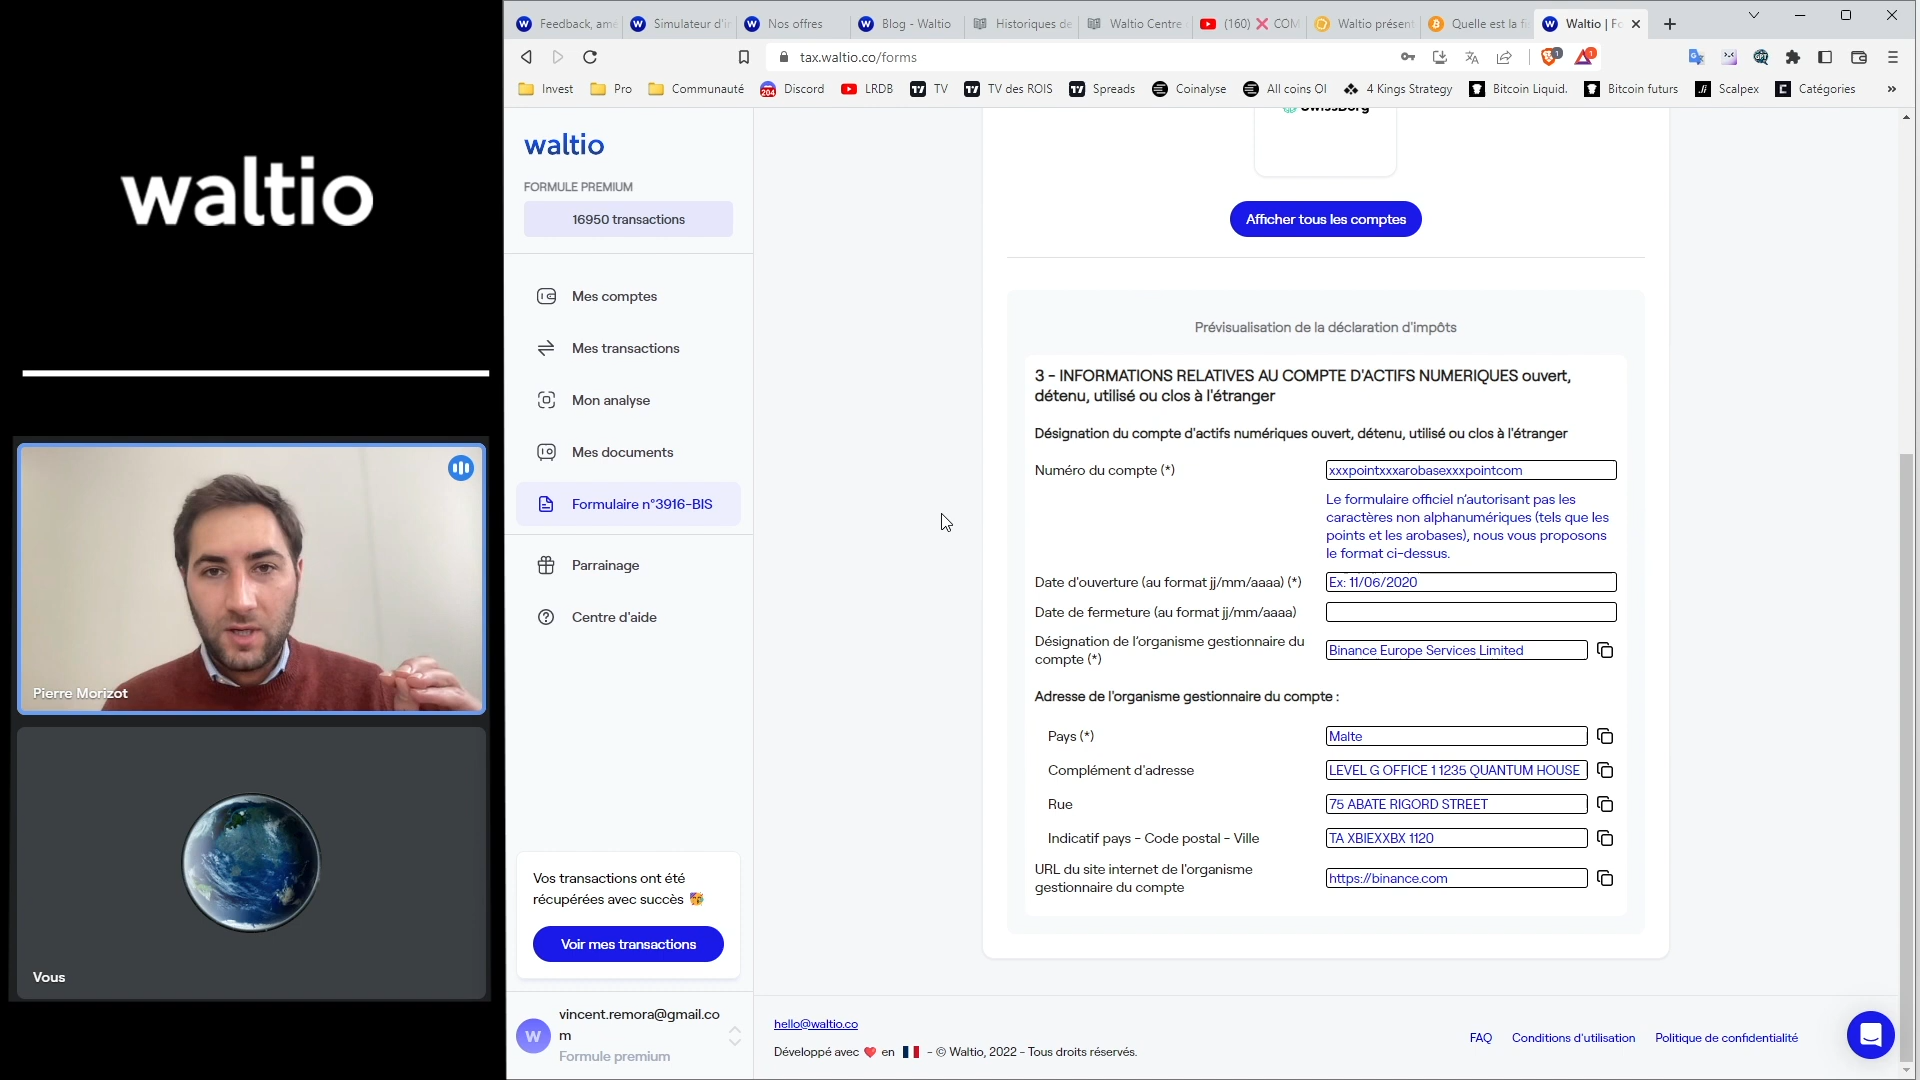 Feedback, amé
Simulateur d'i
Nos offres
Blog - Waltio
Historiques de
Waltio Centre
(160) ❌ COM
Waltio présent
Quelle est la fi
Waltio | Fo
tax.waltio.co/forms
1
1
Invest
Pro
Communauté
204
Discord
LRDB
TV
TV des ROIS
Spreads
Coinalyse
All coins OI
4 Kings Strategy
Bitcoin Liquid.
Bitcoin futurs
Scalpex
Catégories
»
waltio
Pierre Morizot
Vous
waltio
FORMULE PREMIUM
16950 transactions
Mes comptes
Mes transactions
Mon analyse
Mes documents
Formulaire n°3916-BIS
Parrainage
Centre d'aide
Vos transactions ont été
récupérées avec succès 🎉
Voir mes transactions
W
vincent.remora@gmail.co
m
Formule premium
SwissBorg
Afficher tous les comptes
Prévisualisation de la déclaration d'impôts
3 - INFORMATIONS RELATIVES AU COMPTE D'ACTIFS NUMERIQUES ouvert,
détenu, utilisé ou clos à l'étranger
Désignation du compte d'actifs numériques ouvert, détenu, utilisé ou clos à l'étranger
Numéro du compte (*)
xxxpointxxxarobasexxxpointcom
Le formulaire officiel n'autorisant pas les
caractères non alphanumériques (tels que les
points et les arobases), nous vous proposons
le format ci-dessus.
Date d'ouverture (au format jj/mm/aaaa) (*)
Ex: 11/06/2020
Date de fermeture (au format jj/mm/aaaa)
Désignation de l'organisme gestionnaire du
compte (*)
Binance Europe Services Limited
Adresse de l'organisme gestionnaire du compte :
Pays (*)
Malte
Complément d'adresse
LEVEL G OFFICE 1 1235 QUANTUM HOUSE
Rue
75 ABATE RIGORD STREET
Indicatif pays - Code postal - Ville
TA XBIEXXBX 1120
URL du site internet de l'organisme
gestionnaire du compte
https://binance.com
hello@waltio.co
Développé avec ❤️ en 🇫🇷 - © Waltio, 2022 - Tous droits réservés.
FAQ
Conditions d'utilisation
Politique de confidentialité